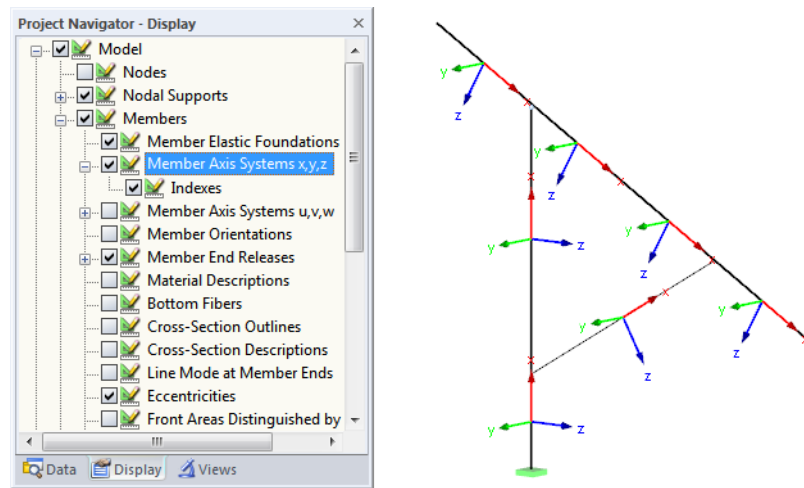 Project Navigator - Display
Model
Nodes
Nodal Supports
Members
Member Elastic Foundations
Member Axis Systems x,y,z
Indexes
Member Axis Systems u,v,w
Member Orientations
Member End Releases
Material Descriptions
Bottom Fibers
Cross-Section Outlines
Cross-Section Descriptions
Line Mode at Member Ends
Eccentricities
Front Areas Distinguished by
Data Display Views
y
x
z
y
x
z
x
y
x
z
y
z
y
x
z
y
x
z
x
y
z